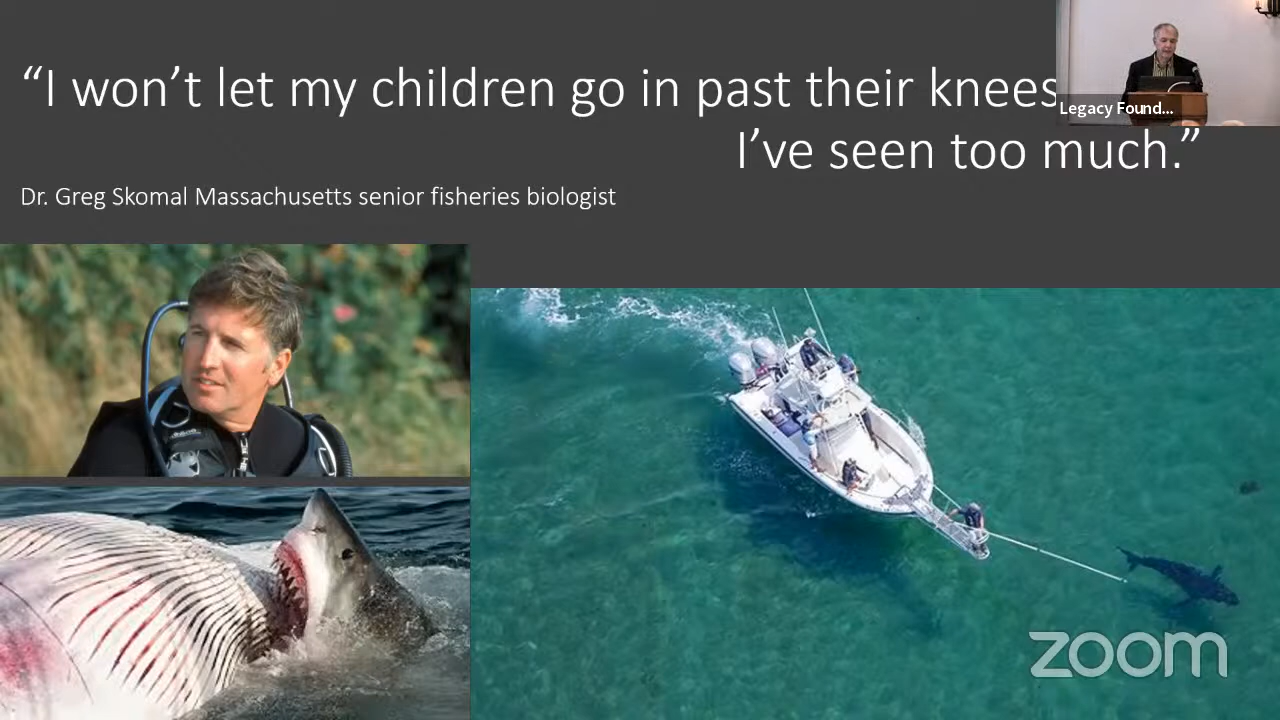 “I won’t let my children go in past their knees
I’ve seen too much.”
Dr. Greg Skomal Massachusetts senior fisheries biologist
Legacy Found...
zoom